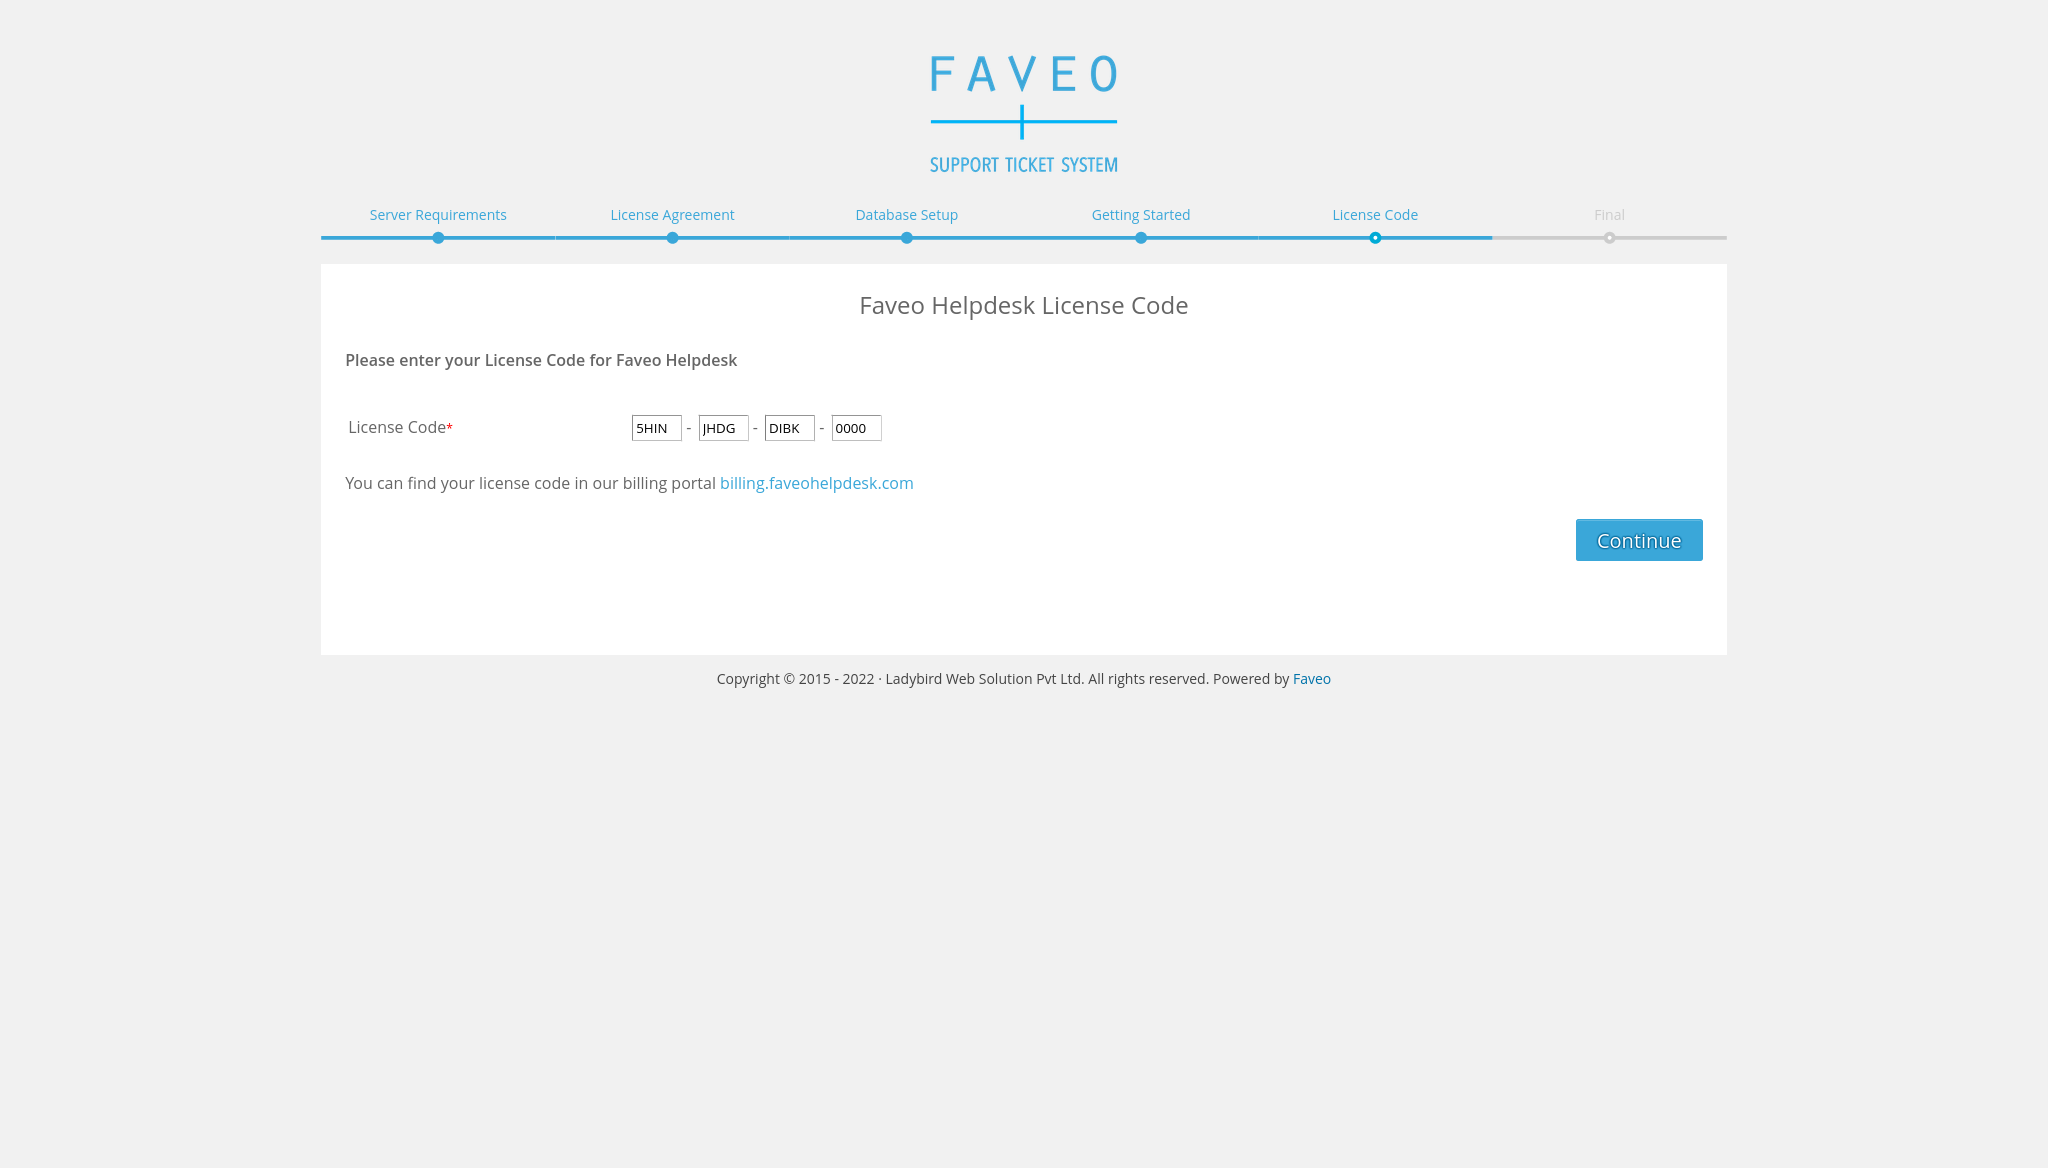 FAVEO
SUPPORT TICKET SYSTEM
Server Requirements License Agreement Database Setup Getting Started License Code Final
Faveo Helpdesk License Code
Please enter your License Code for Faveo Helpdesk
License Code* 5HIN - JHDG - DIBK - 0000
You can find your license code in our billing portal billing.faveohelpdesk.com
Continue
Copyright © 2015 - 2022 · Ladybird Web Solution Pvt Ltd. All rights reserved. Powered by Faveo